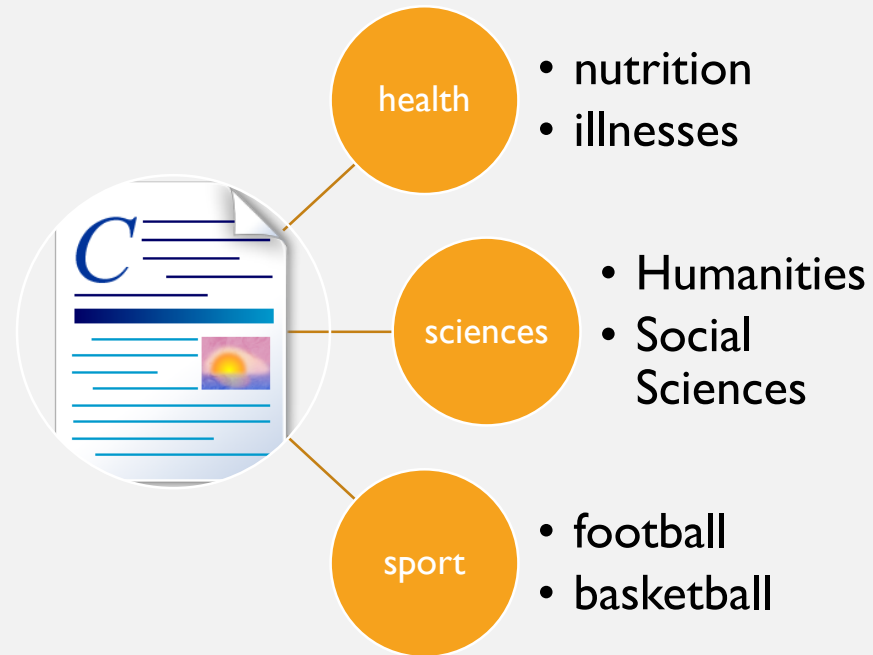 health
• nutrition
• illnesses
sciences
• Humanities
• Social
Sciences
sport
• football
• basketball
C